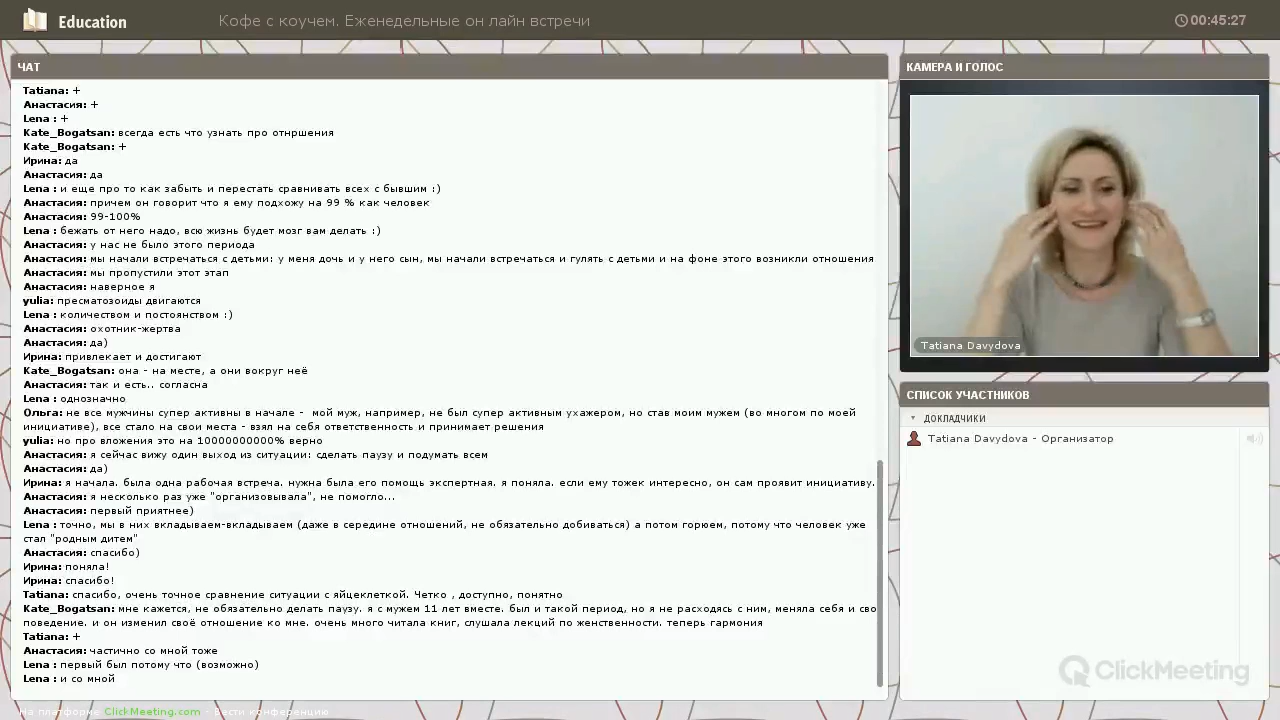 Education
Кофе с коучем. Еженедельные он лайн встречи
00:45:27
ЧАТ
Tatiana: +
Анастасия: +
Lena : +
Kate_Bogatsan: всегда есть что узнать про отнршения
Kate_Bogatsan: +
Ирина: да
Анастасия: да
Lena : и еще про то как забыть и перестать сравнивать всех с бывшим :)
Анастасия: причем он говорит что я ему подхожу на 99 % как человек
Анастасия: 99-100%
Lena : бежать от него надо, всю жизнь будет мозг вам делать :)
Анастасия: у нас не было этого периода
Анастасия: мы начали встречаться с детьми: у меня дочь и у него сын, мы начали встречаться и гулять с детьми и на фоне этого возникли отношения
Анастасия: мы пропустили этот этап
Анастасия: наверное я
yulia: пресматозоиды двигаются
Lena : количеством и постоянством :)
Анастасия: охотник-жертва
Анастасия: да)
Ирина: привлекает и достигают
Kate_Bogatsan: она - на месте, а они вокруг неё
Анастасия: так и есть.. согласна
Lena : однозначно
Ольга: не все мужчины супер активны в начале - мой муж, например, не был супер активным ухажером, но став моим мужем (во многом по моей
инициативе), все стало на свои места - взял на себя ответственность и принимает решения
yulia: но про вложения это на 10000000000% верно
Анастасия: я сейчас вижу один выход из ситуации: сделать паузу и подумать всем
Анастасия: да)
Ирина: я начала. была одна рабочая встреча. нужна была его помощь экспертная. я поняла. если ему тожек интересно, он сам проявит инициативу.
Анастасия: я несколько раз уже "организовывала", не помогло...
Анастасия: первый приятнее)
Lena : точно, мы в них вкладываем-вкладываем (даже в середине отношений, не обязательно добиваться) а потом горюем, потому что человек уже
стал "родным дитем"
Анастасия: спасибо)
Ирина: поняла!
Ирина: спасибо!
Tatiana: спасибо, очень точное сравнение ситуации с яйцеклеткой. Четко , доступно, понятно
Kate_Bogatsan: мне кажется, не обязательно делать паузу. я с мужем 11 лет вместе. был и такой период, но я не расходясь с ним, меняла себя и сво
поведение. и он изменил своё отношение ко мне. очень много читала книг, слушала лекций по женственности. теперь гармония
Tatiana: +
Анастасия: частично со мной тоже
Lena : первый был потому что (возможно)
Lena : и со мной
На платформе ClickMeeting.com - Вести конференцию
КАМЕРА И ГОЛОС
Tatiana Davydova
СПИСОК УЧАСТНИКОВ
ДОКЛАДЧИКИ
Tatiana Davydova - Организатор
ClickMeeting